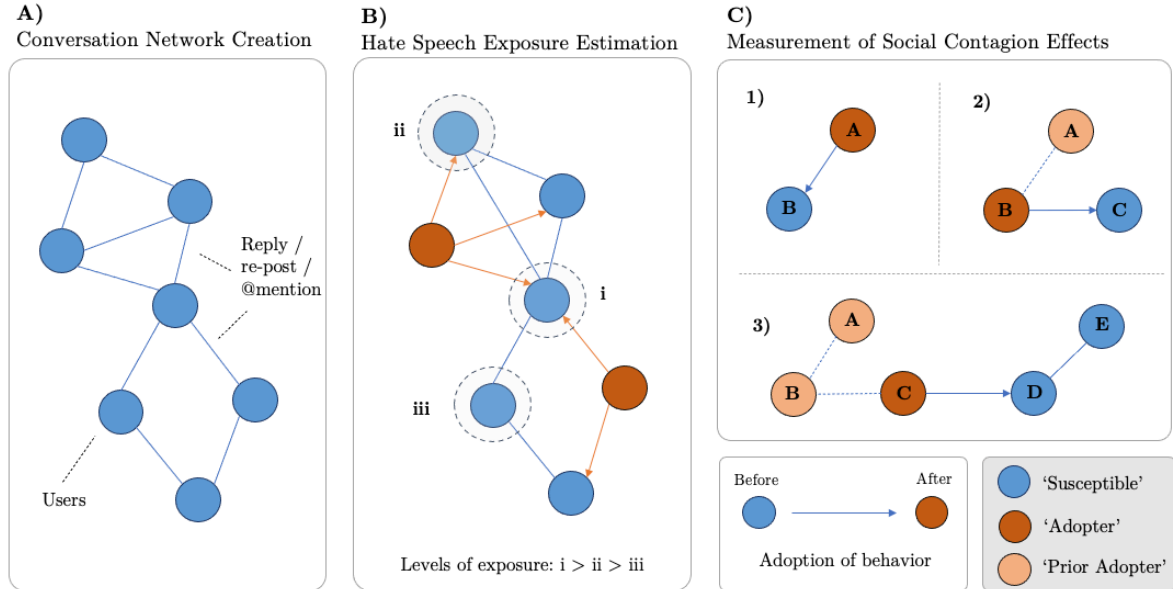 A)
Conversation Network Creation
Reply /
re-post /
@mention
Users
B)
Hate Speech Exposure Estimation
ii
i
iii
Levels of exposure: i > ii > iii
C)
Measurement of Social Contagion Effects
1)
A
B
2)
A
B
C
3)
A
B
C
D
E
Before
After
Adoption of behavior
‘Susceptible’
‘Adopter’
‘Prior Adopter’